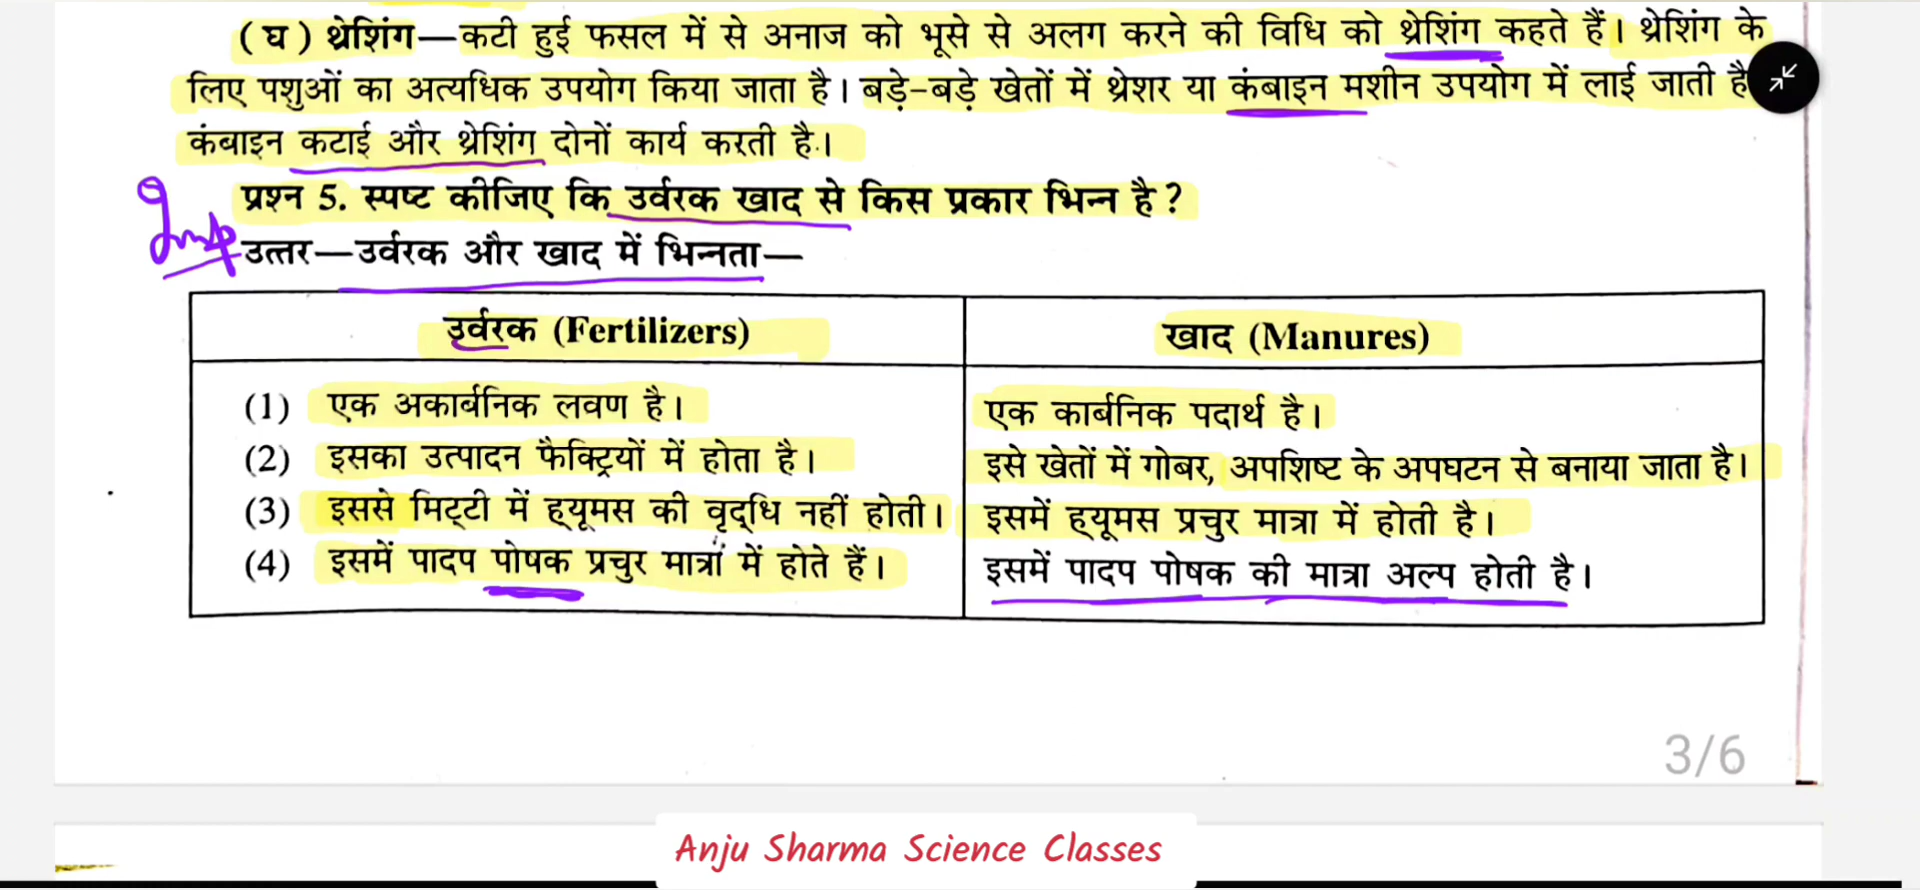 ( घ ) थ्रेशिंग—कटी हुई फसल में से अनाज को भूसे से अलग करने की विधि को थ्रेशिंग कहते हैं। थ्रेशिंग के
लिए पशुओं का अत्यधिक उपयोग किया जाता है। बड़े-बड़े खेतों में थ्रेशर या कंबाइन मशीन उपयोग में लाई जाती है
कंबाइन कटाई और थ्रेशिंग दोनों कार्य करती है।
प्रश्न 5. स्पष्ट कीजिए कि उर्वरक खाद से किस प्रकार भिन्न है?
Imp
उत्तर—उर्वरक और खाद में भिन्नता—
उर्वरक (Fertilizers) खाद (Manures)
(1) एक अकार्बनिक लवण है। एक कार्बनिक पदार्थ है।
(2) इसका उत्पादन फैक्ट्रियों में होता है। इसे खेतों में गोबर, अपशिष्ट के अपघटन से बनाया जाता है।
(3) इससे मिट्टी में ह्यूमस की वृद्धि नहीं होती। इसमें ह्यूमस प्रचुर मात्रा में होती है।
(4) इसमें पादप पोषक प्रचुर मात्रा में होते हैं। इसमें पादप पोषक की मात्रा अल्प होती है।
3/6
Anju Sharma Science Classes